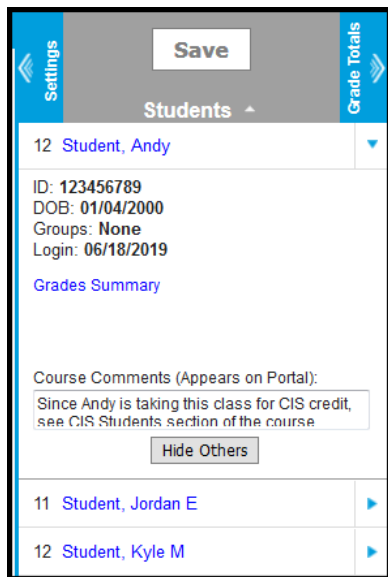 Settings
Save
Grade Totals
Students
12 Student, Andy
ID: 123456789
DOB: 01/04/2000
Groups: None
Login: 06/18/2019
Grades Summary
Course Comments (Appears on Portal):
Since Andy is taking this class for CIS credit,
see CIS Students section of the course
Hide Others
11 Student, Jordan E
12 Student, Kyle M